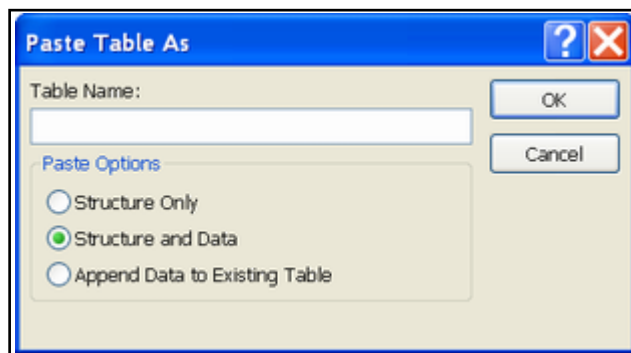 Paste Table As
?
Table Name:
OK
Cancel
Paste Options
Structure Only
Structure and Data
Append Data to Existing Table